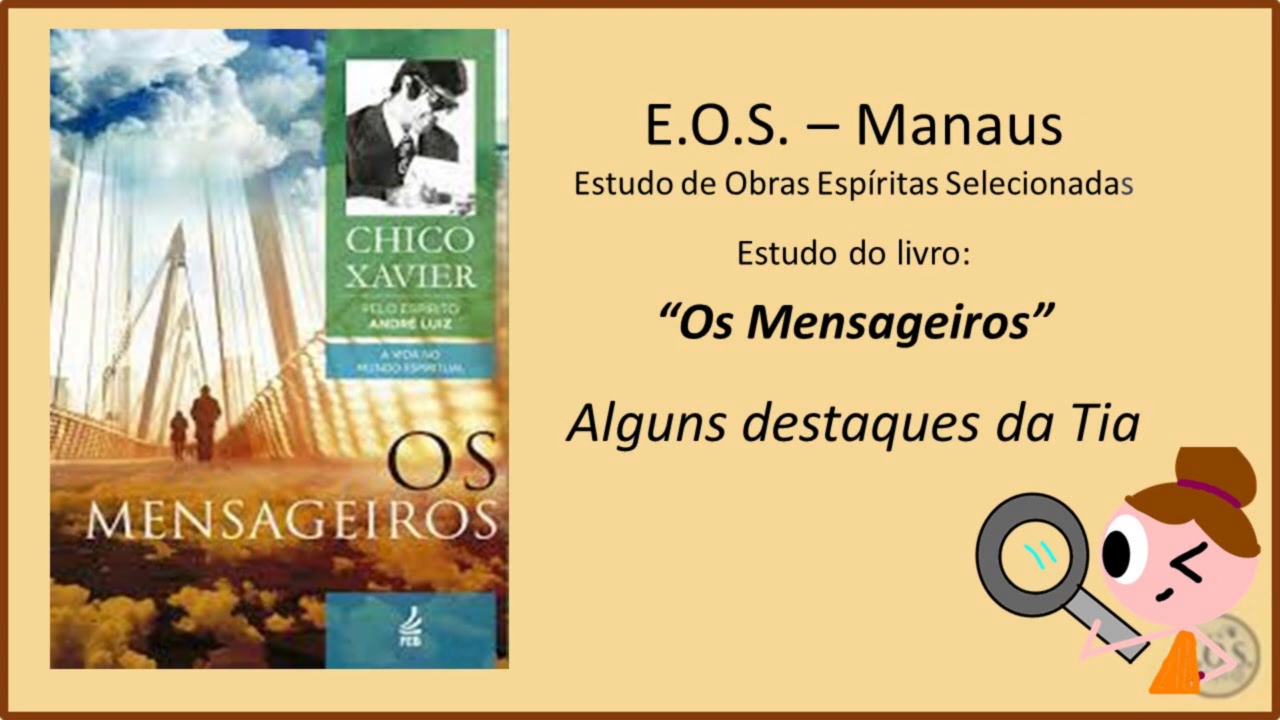 CHICO
XAVIER
PELO ESPÍRITO
ANDRÉ LUIZ
A VIDA NO
MUNDO ESPIRITUAL
OS
MENSAGEIROS
FEB
E.O.S. – Manaus
Estudo de Obras Espíritas Selecionadas
Estudo do livro:
“Os Mensageiros”
Alguns destaques da Tia